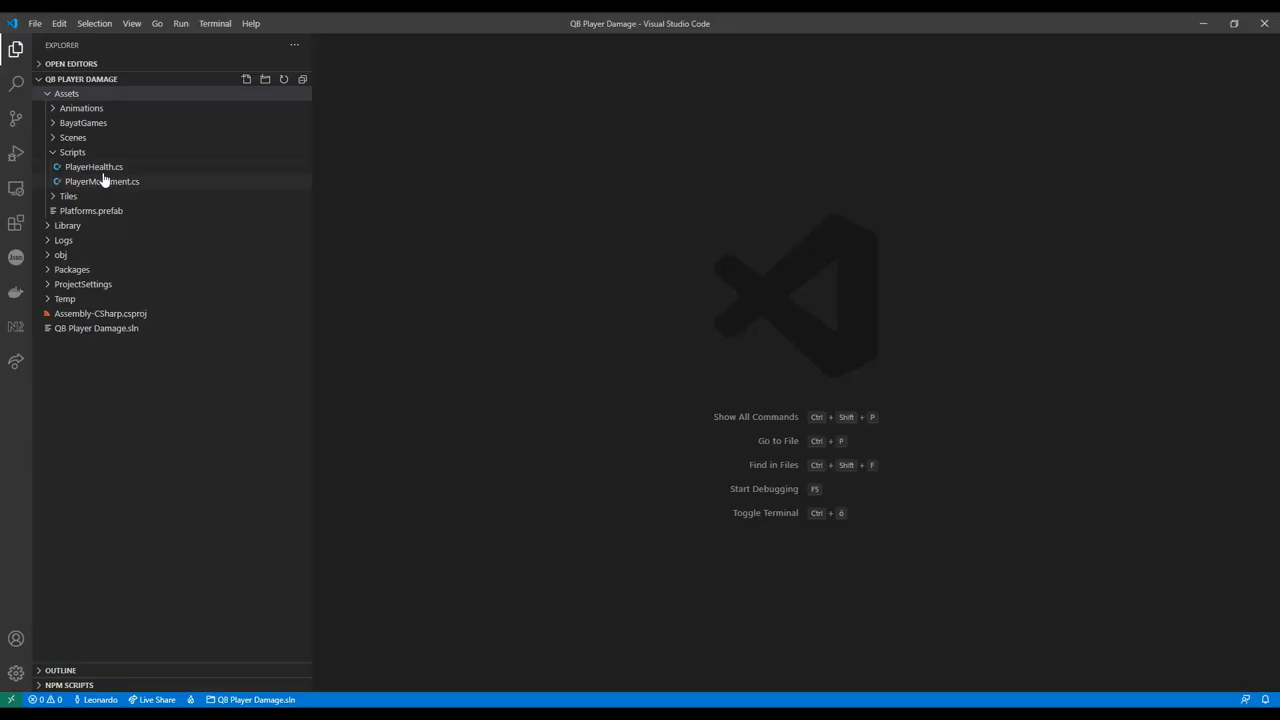 File Edit Selection View Go Run Terminal Help
QB Player Damage - Visual Studio Code
EXPLORER
OPEN EDITORS
QB PLAYER DAMAGE
Assets
Animations
BayatGames
Scenes
Scripts
PlayerHealth.cs
PlayerMovement.cs
Tiles
Platforms.prefab
Library
Logs
obj
Packages
ProjectSettings
Temp
Assembly-CSharp.csproj
QB Player Damage.sln
Show All Commands Ctrl + Shift + P
Go to File Ctrl + P
Find in Files Ctrl + Shift + F
Start Debugging F5
Toggle Terminal Ctrl + ò
OUTLINE
NPM SCRIPTS
0 0 Leonardo Live Share QB Player Damage.sln